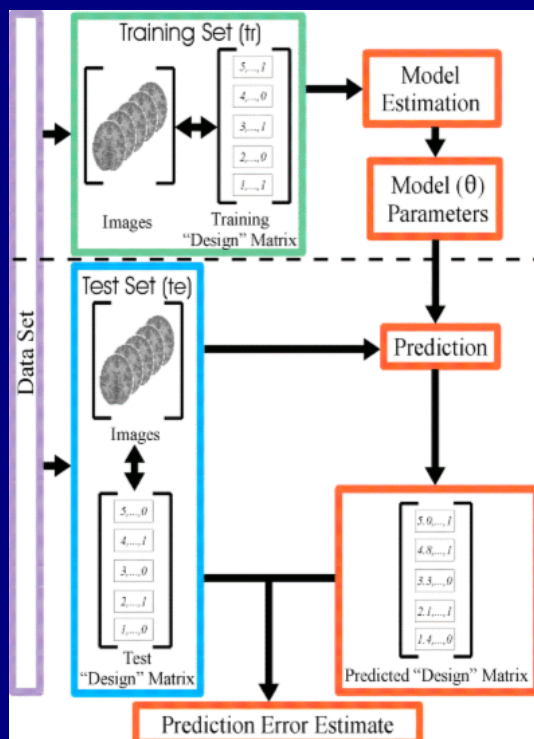 Data Set
Training Set (tr)
5,...,1
4,...,0
3,...,1
2,...,0
1,...,1
Images
Training
“Design” Matrix
Model
Estimation
Model (θ)
Parameters
Test Set (te)
Images
5,...,0
4,...,1
3,...,0
2,...,1
1,...,0
Test
“Design” Matrix
Prediction
5.0,...,1
4.8,...,1
3.3,...,0
2.1,...,1
1.4,...,0
Predicted “Design” Matrix
Prediction Error Estimate